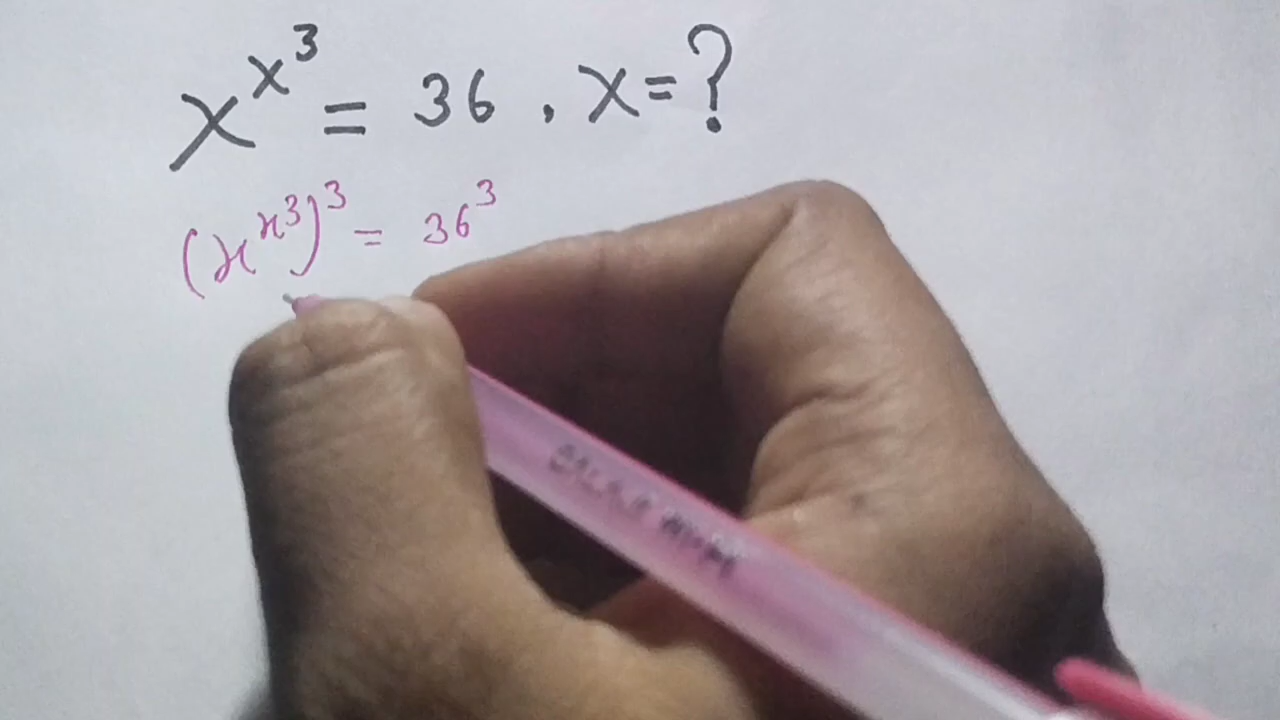 x^{x^3} = 36 , x = ?
(x^{x^3})^3 = 36^3